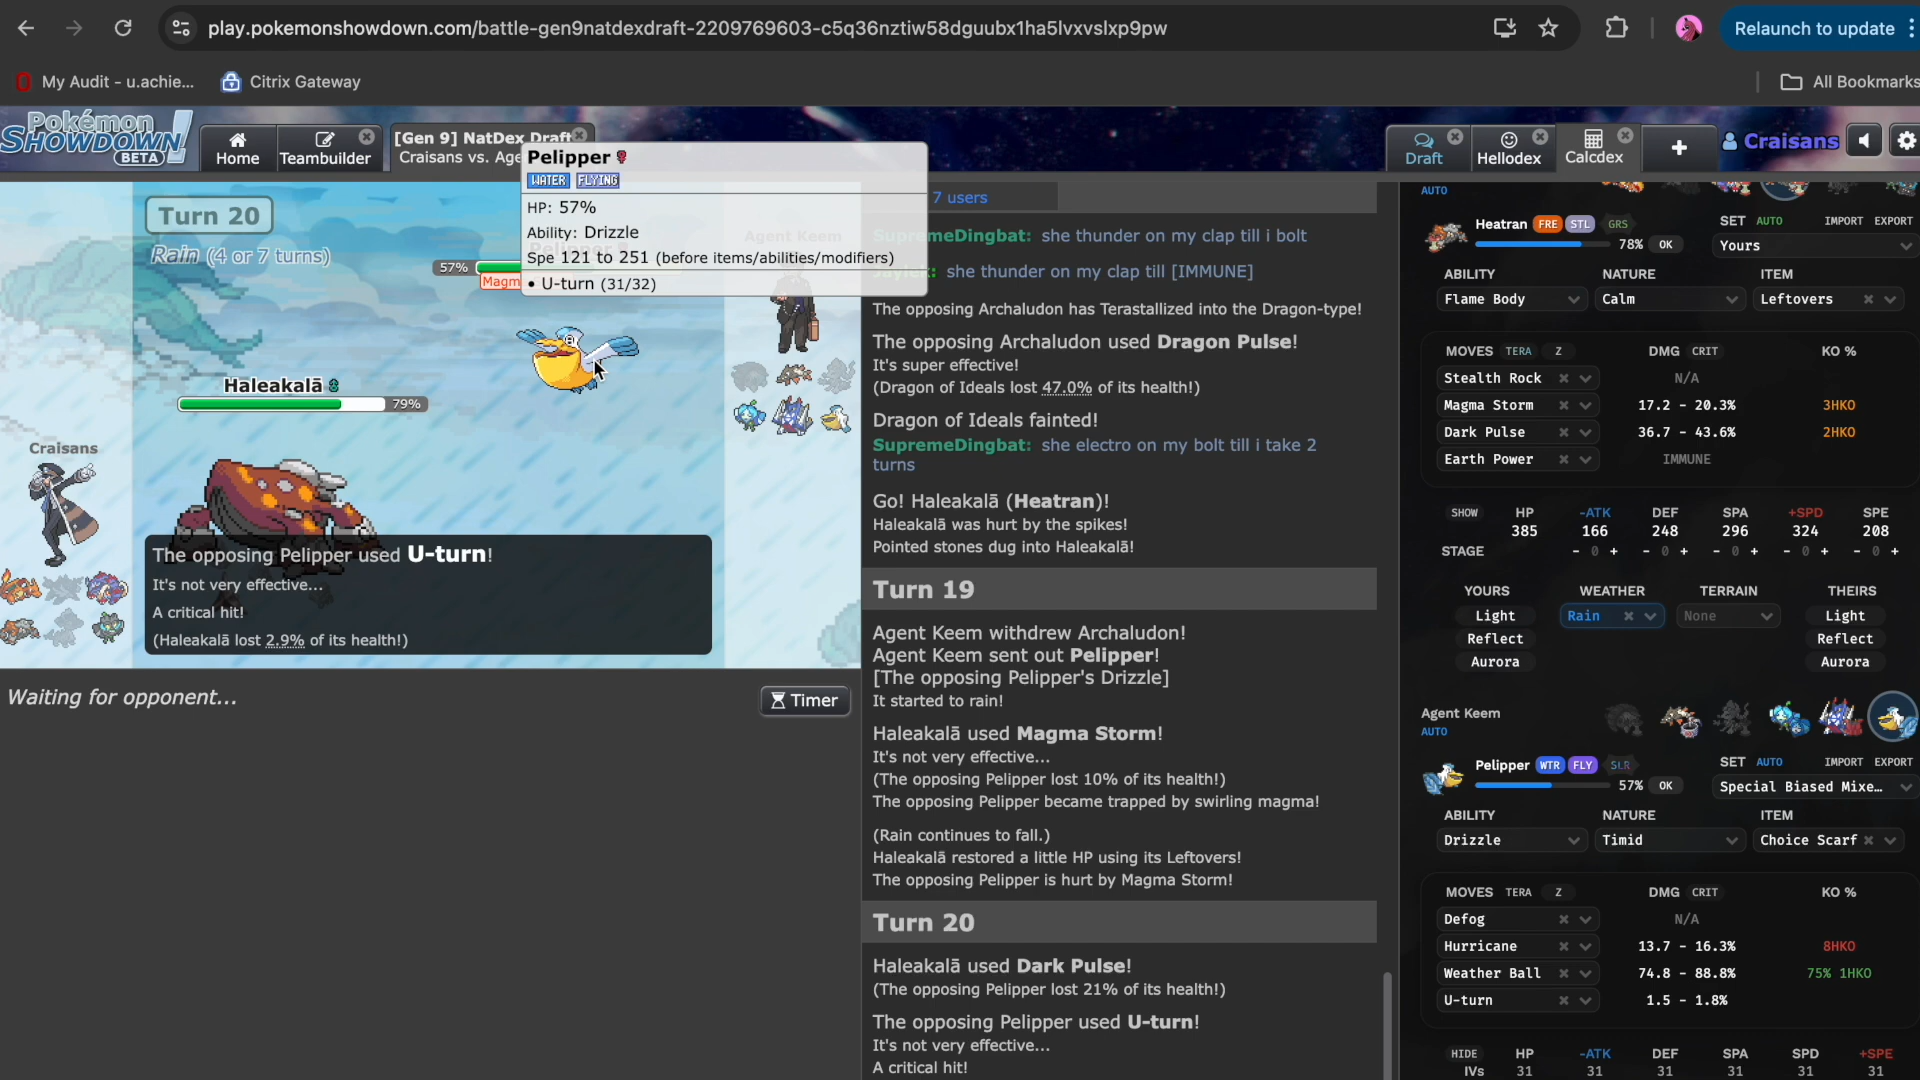 play.pokemonshowdown.com/battle-gen9natdexdraft-2209769603-c5q36nztiw58dguubx1ha5lvxvslxp9pw
Relaunch to update
My Audit - u.achie...
Citrix Gateway
All Bookmarks
Pokémon
SHOWDOWN
BETA
Home
Teambuilder
[Gen 9] NatDex Draft
Craisans vs. Age
Draft
Hellodex
Calcdex
+
Craisans
Pelipper
WATER FLYING
HP: 57%
Ability: Drizzle
Spe 121 to 251 (before items/abilities/modifiers)
• U-turn (31/32)
Turn 20
Rain (4 or 7 turns)
Pelipper
57%
Magm
Agent Keem
Haleakalā
79%
Craisans
The opposing Pelipper used U-turn!
It's not very effective...
A critical hit!
(Haleakalā lost 2.9% of its health!)
Waiting for opponent...
Timer
7 users
SupremeDingbat: she thunder on my clap till i bolt
: she thunder on my clap till [IMMUNE]
The opposing Archaludon has Terastallized into the Dragon-type!
The opposing Archaludon used Dragon Pulse!
It's super effective!
(Dragon of Ideals lost 47.0% of its health!)
Dragon of Ideals fainted!
SupremeDingbat: she electro on my bolt till i take 2
turns
Go! Haleakalā (Heatran)!
Haleakalā was hurt by the spikes!
Pointed stones dug into Haleakalā!
Turn 19
Agent Keem withdrew Archaludon!
Agent Keem sent out Pelipper!
[The opposing Pelipper's Drizzle]
It started to rain!
Haleakalā used Magma Storm!
It's not very effective...
(The opposing Pelipper lost 10% of its health!)
The opposing Pelipper became trapped by swirling magma!
(Rain continues to fall.)
Haleakalā restored a little HP using its Leftovers!
The opposing Pelipper is hurt by Magma Storm!
Turn 20
Haleakalā used Dark Pulse!
(The opposing Pelipper lost 21% of its health!)
The opposing Pelipper used U-turn!
It's not very effective...
A critical hit!
AUTO
Heatran FRE STL GRS
78% OK
SET AUTO IMPORT EXPORT
Yours
ABILITY NATURE ITEM
Flame Body Calm Leftovers
MOVES TERA Z DMG CRIT KO %
Stealth Rock N/A
Magma Storm 17.2 - 20.3% 3HKO
Dark Pulse 36.7 - 43.6% 2HKO
Earth Power IMMUNE
SHOW HP -ATK DEF SPA +SPD SPE
385 166 248 296 324 208
STAGE - 0 + - 0 + - 0 + - 0 + - 0 +
YOURS WEATHER TERRAIN THEIRS
Light Rain None Light
Reflect Reflect
Aurora Aurora
Agent Keem
AUTO
Pelipper WTR FLY SLR
57% OK
SET AUTO IMPORT EXPORT
Special Biased Mixe…
ABILITY NATURE ITEM
Drizzle Timid Choice Scarf
MOVES TERA Z DMG CRIT KO %
Defog N/A
Hurricane 13.7 - 16.3% 8HKO
Weather Ball 74.8 - 88.8% 75% 1HKO
U-turn 1.5 - 1.8%
HIDE HP -ATK DEF SPA SPD +SPE
IVs 31 31 31 31 31 31